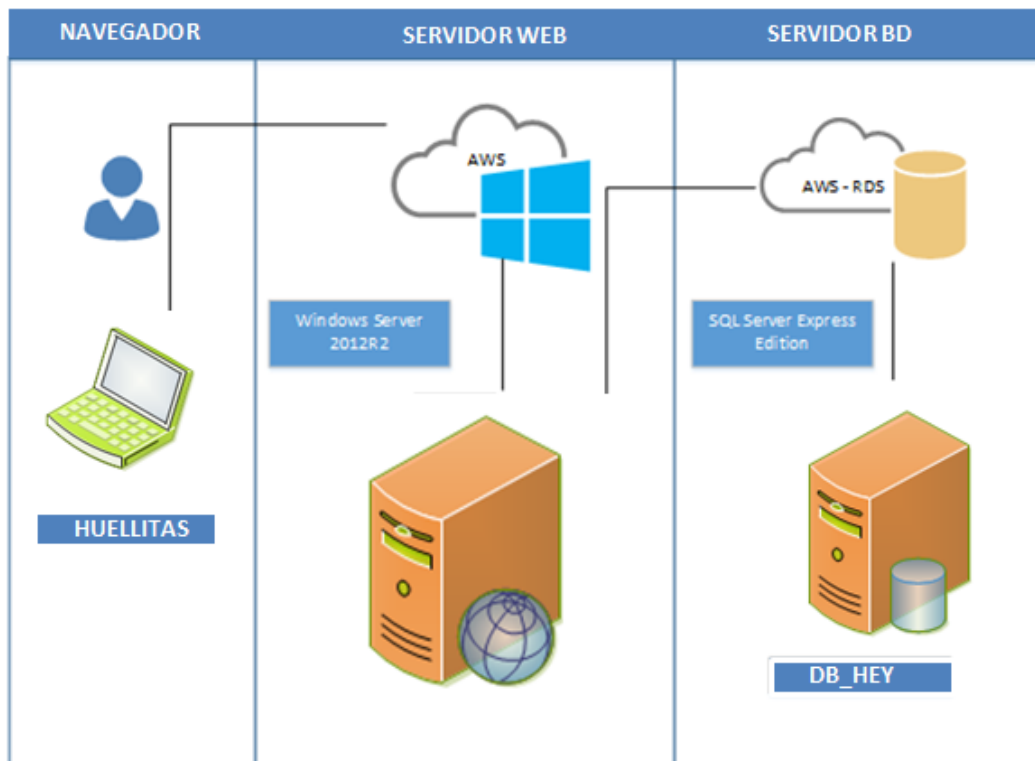 NAVEGADOR
SERVIDOR WEB
SERVIDOR BD
AWS
AWS - RDS
Windows Server
2012R2
SQL Server Express
Edition
HUELLITAS
DB_HEY